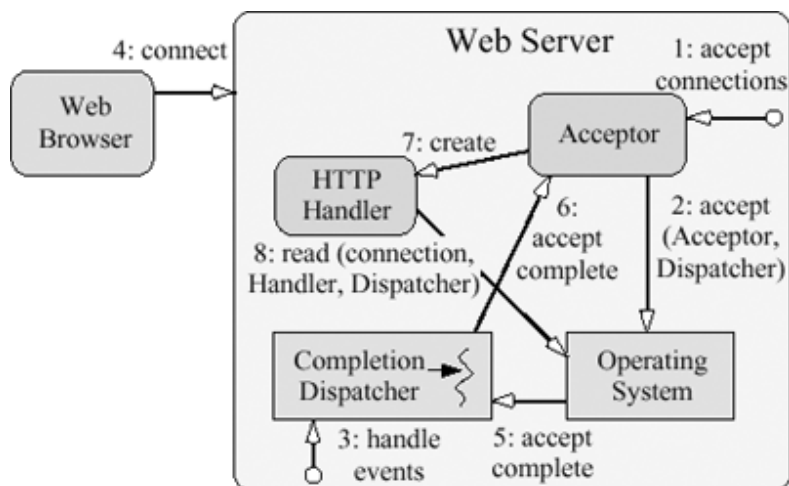 Web Server
4: connect
1: accept
connections
Web
Browser
Acceptor
7: create
HTTP
Handler
6:
accept
complete
2: accept
(Acceptor,
Dispatcher)
8: read (connection,
Handler, Dispatcher)
Completion
Dispatcher
Operating
System
3: handle
events
5: accept
complete